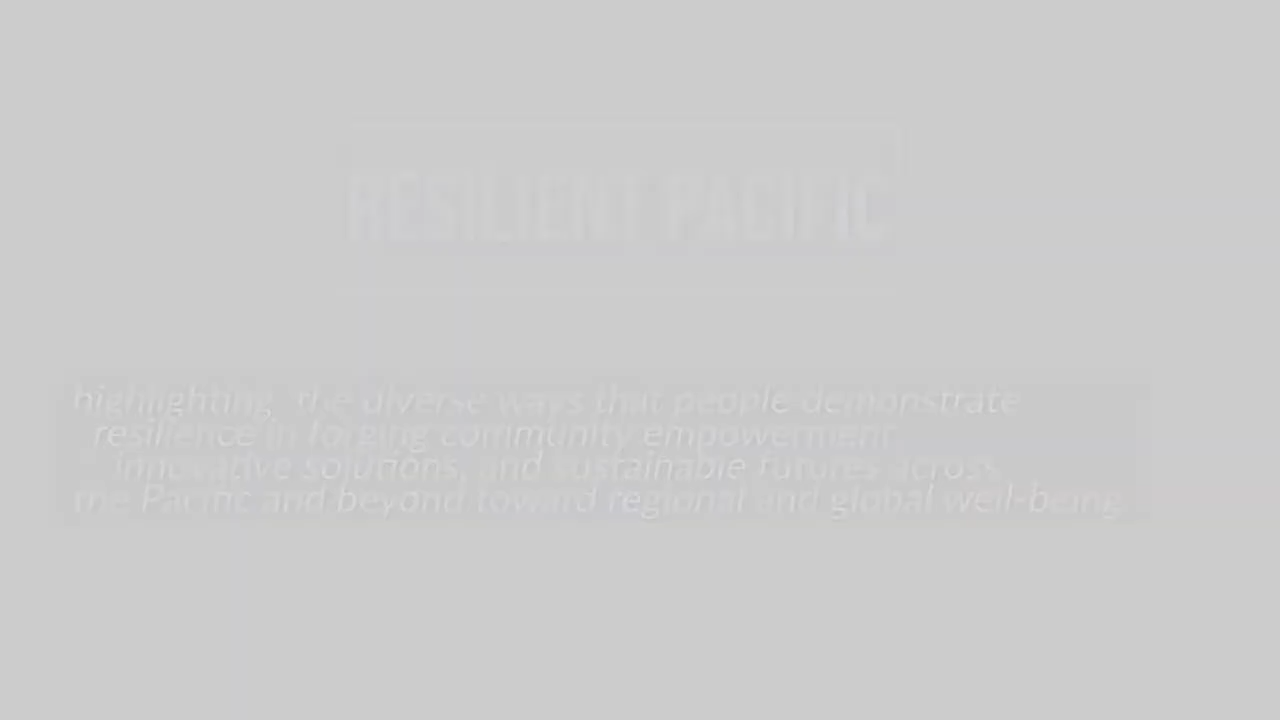 RESILIENT PACIFIC
highlighting the diverse ways that people demonstrate
resilience in forging community empowerment,
innovative solutions, and sustainable futures across
the Pacific and beyond toward regional and global well-being.